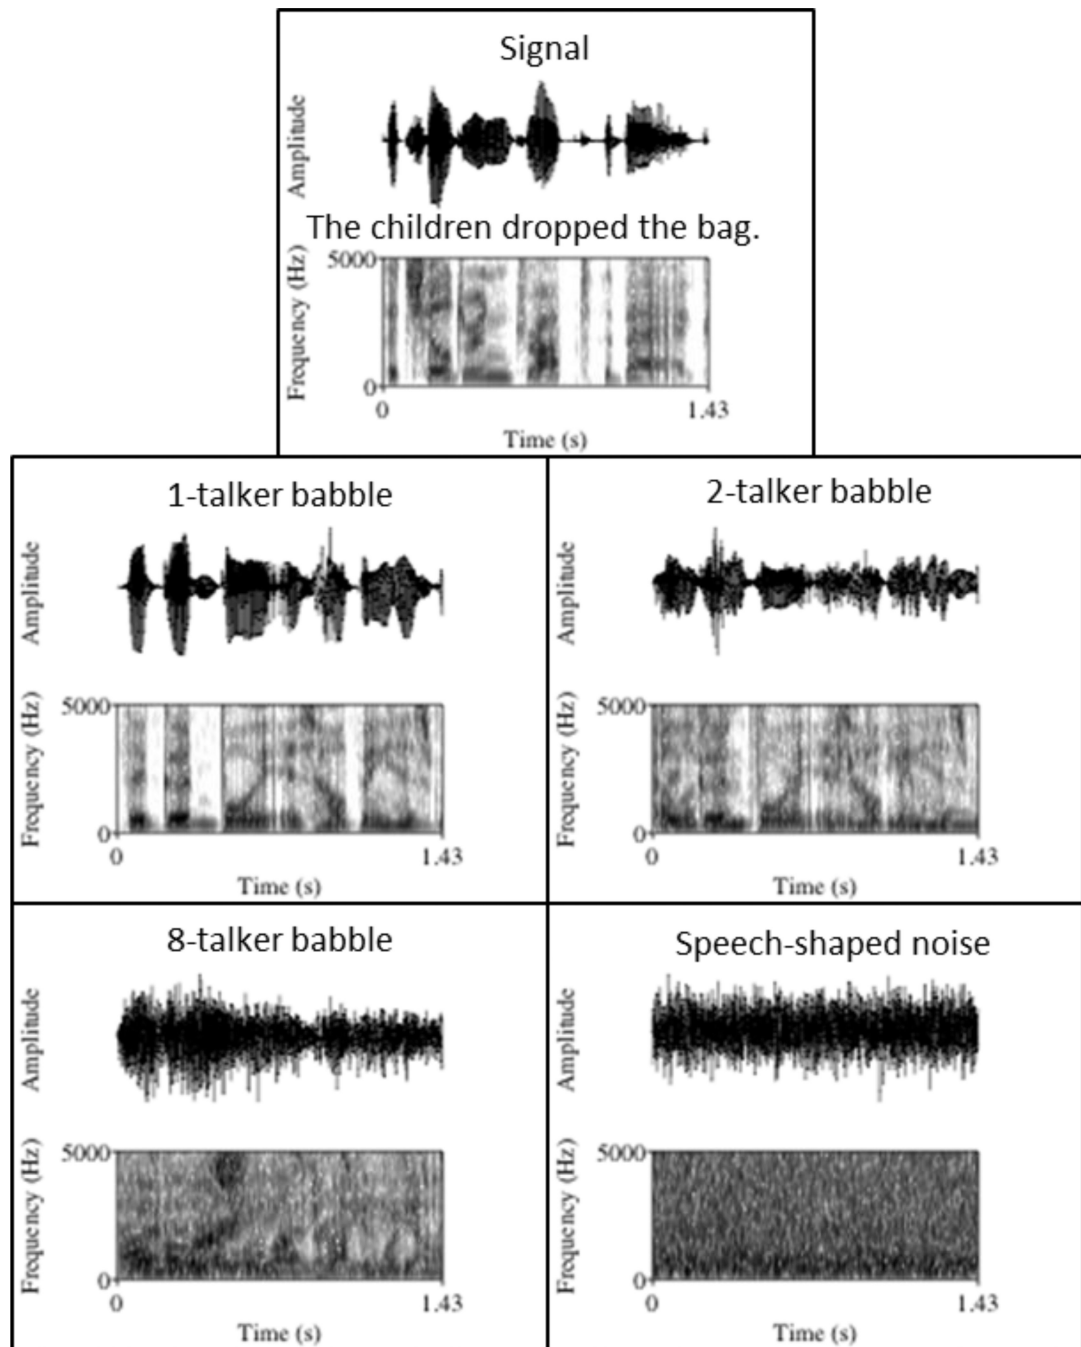 Signal
Amplitude
The children dropped the bag.
Frequency (Hz)
5000
0
0 1.43
Time (s)
1-talker babble
Amplitude
Frequency (Hz)
5000
0
0 1.43
Time (s)
2-talker babble
Amplitude
Frequency (Hz)
5000
0
0 1.43
Time (s)
8-talker babble
Amplitude
Frequency (Hz)
5000
0
0 1.43
Time (s)
Speech-shaped noise
Amplitude
Frequency (Hz)
5000
0
0 1.43
Time (s)